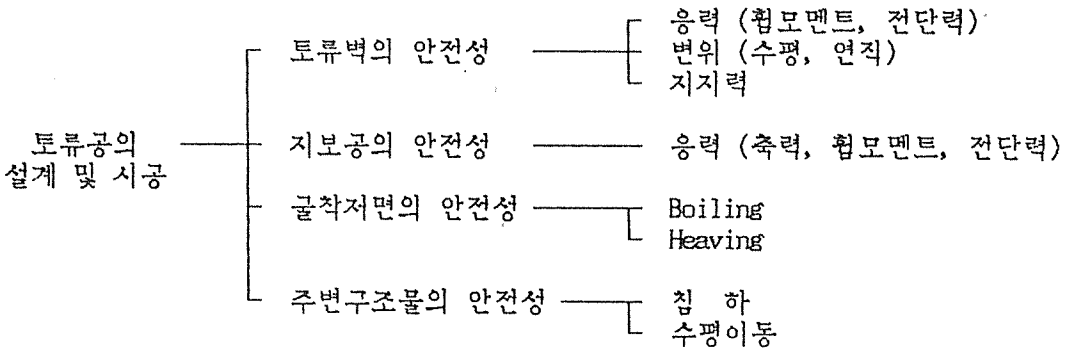 응력 (휨모멘트, 전단력)
토류벽의 안전성
변위 (수평, 연직)
지지력
토류공의
설계 및 시공
지보공의 안전성
응력 (축력, 휨모멘트, 전단력)
굴착저면의 안전성
Boiling
Heaving
주변구조물의 안전성
침 하
수평이동